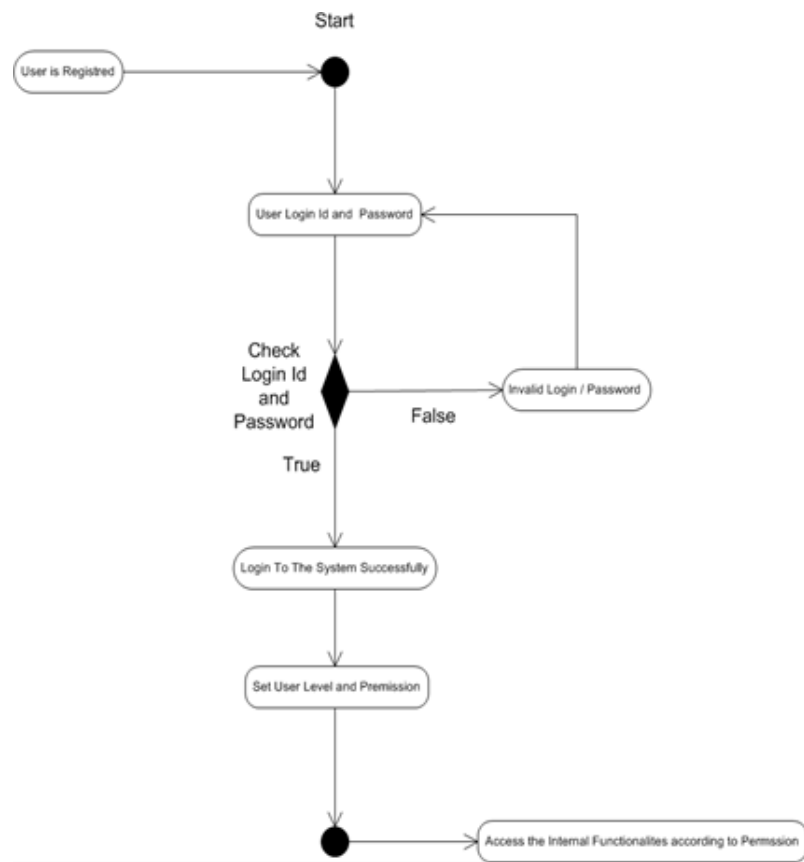 Start
User is Registred
User Login Id and Password
Check
Login Id
and
Password
False
Invalid Login / Password
True
Login To The System Successfully
Set User Level and Premission
Access the Internal Functionalites according to Permssion